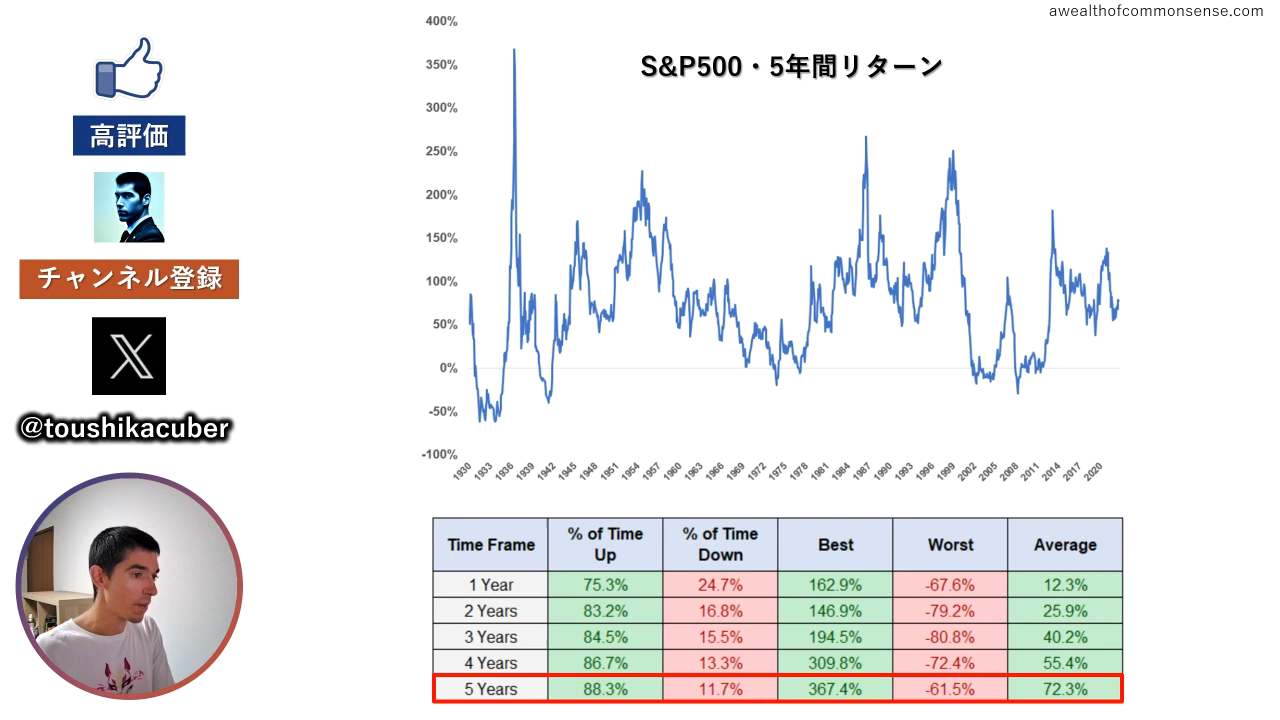 awealthofcommonsense.com
高評価
チャンネル登録
@toushikacuber
S&P500・5年間リターン
400%
350%
300%
250%
200%
150%
100%
50%
0%
-50%
-100%
1930 1933 1936 1939 1942 1945 1948 1951 1954 1957 1960 1963 1966 1969 1972 1975 1978 1981 1984 1987 1990 1993 1996 1999 2002 2005 2008 2011 2014 2017 2020
Time Frame % of Time Up % of Time Down Best Worst Average
1 Year 75.3% 24.7% 162.9% -67.6% 12.3%
2 Years 83.2% 16.8% 146.9% -79.2% 25.9%
3 Years 84.5% 15.5% 194.5% -80.8% 40.2%
4 Years 86.7% 13.3% 309.8% -72.4% 55.4%
5 Years 88.3% 11.7% 367.4% -61.5% 72.3%